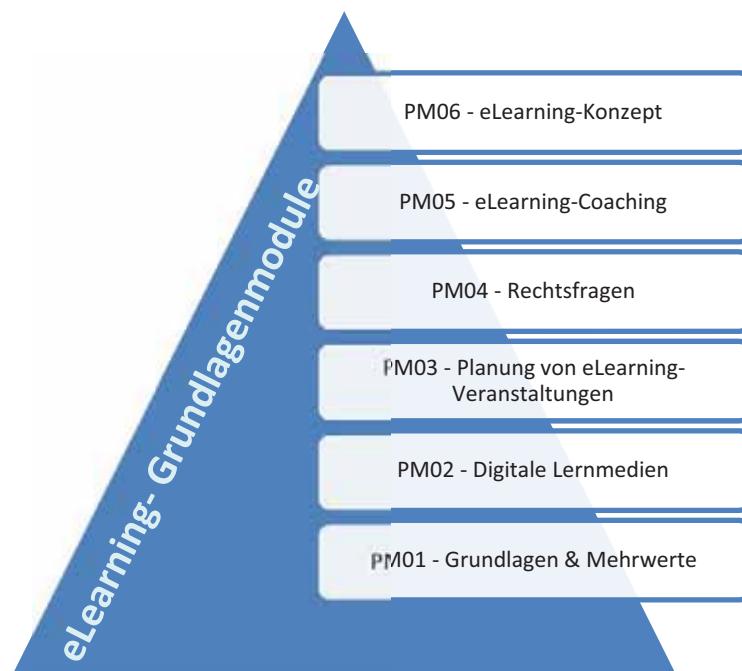 eLearning- Grundlagenmodule
PM06 - eLearning-Konzept
PM05 - eLearning-Coaching
PM04 - Rechtsfragen
PM03 - Planung von eLearning-
Veranstaltungen
PM02 - Digitale Lernmedien
PM01 - Grundlagen & Mehrwerte